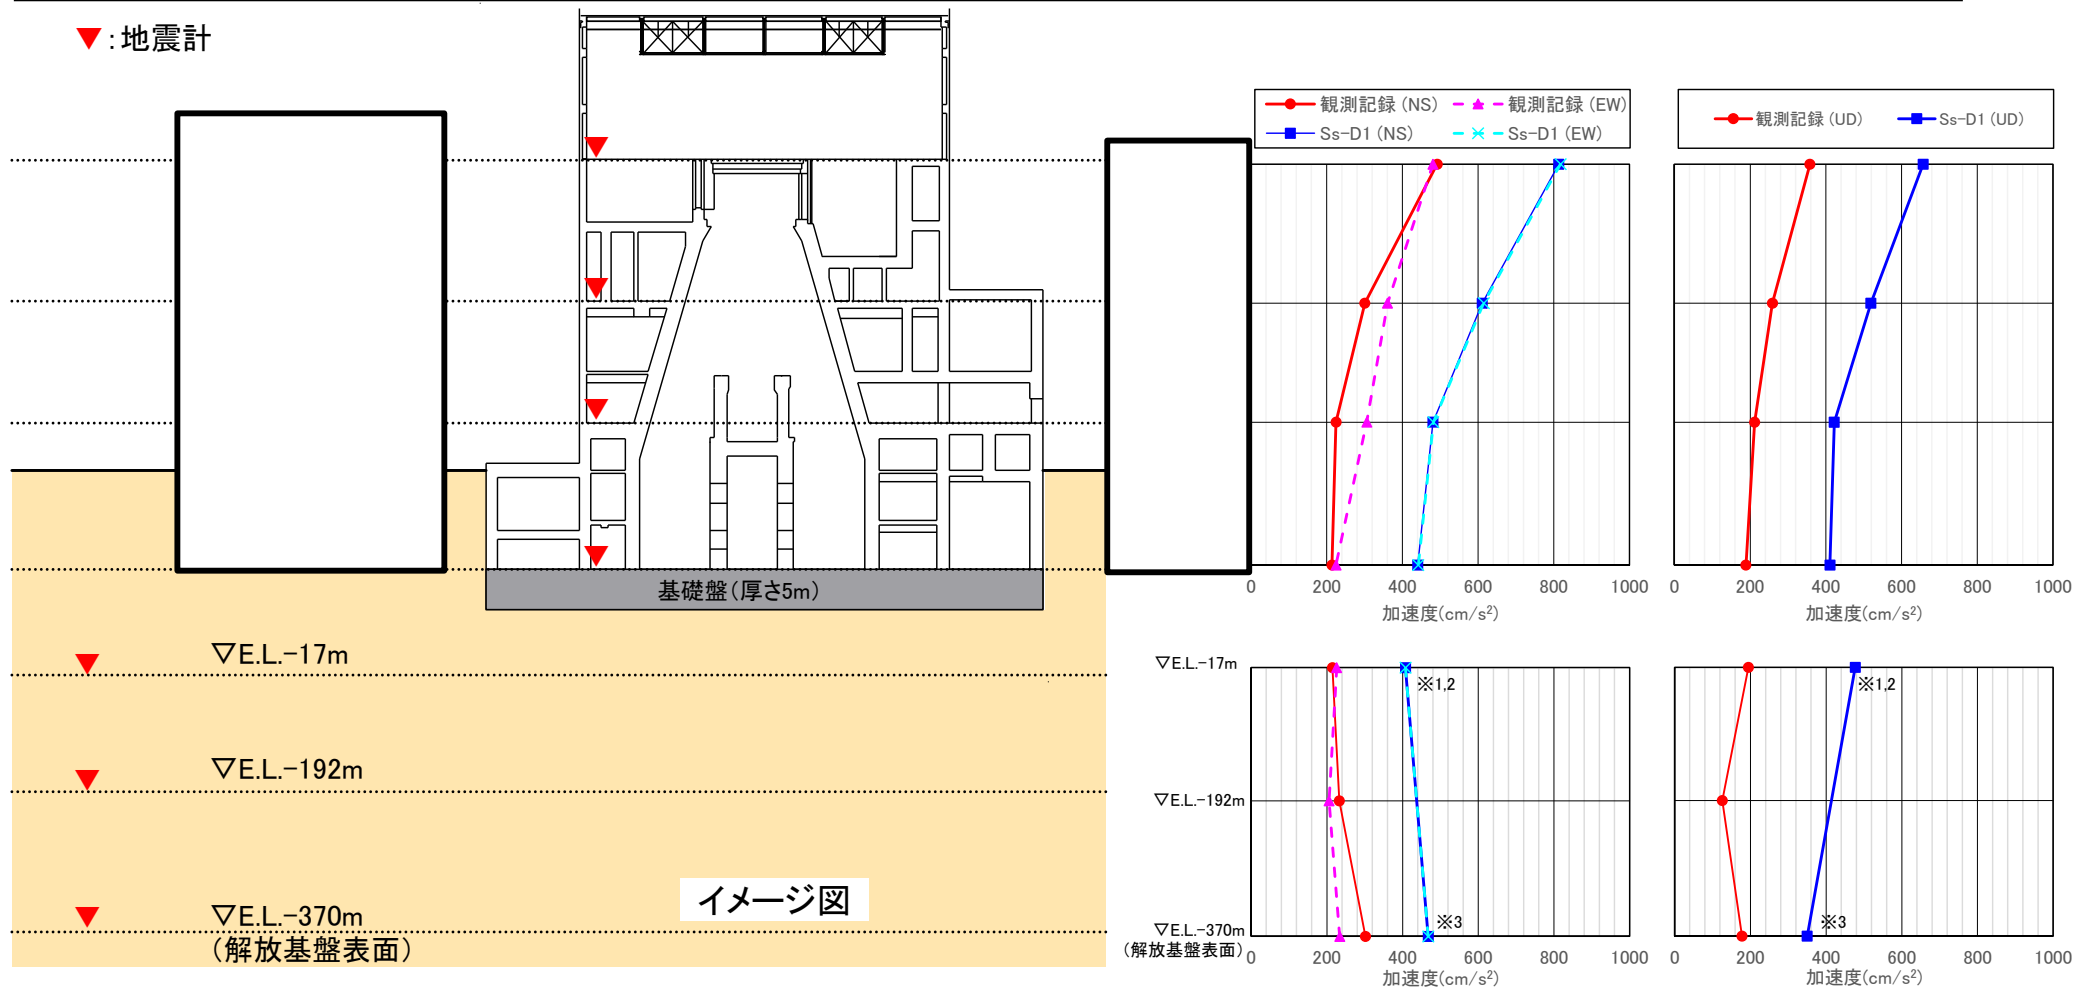 ▼:地震計
基礎盤(厚さ5m)
▽E.L.-17m
▽E.L.-192m
▽E.L.-370m
(解放基盤表面)
イメージ図
観測記録(NS) 観測記録(EW)
Ss-D1(NS) Ss-D1(EW)
0 200 400 600 800 1000
加速度(cm/s²)
観測記録(UD) Ss-D1(UD)
0 200 400 600 800 1000
加速度(cm/s²)
▽E.L.-17m
※1,2
▽E.L.-192m
※3
▽E.L.-370m
(解放基盤表面)
0 200 400 600 800 1000
加速度(cm/s²)
※1,2
※3
0 200 400 600 800 1000
加速度(cm/s²)